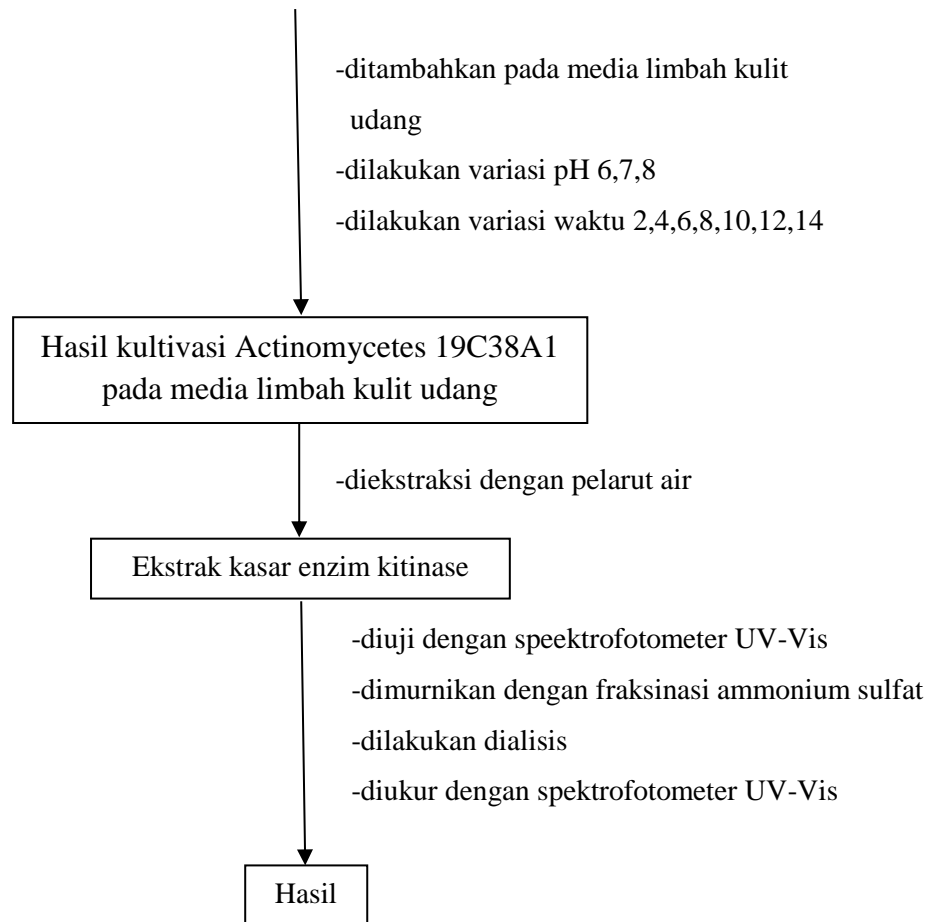 -ditambahkan pada media limbah kulit
udang
-dilakukan variasi pH 6,7,8
-dilakukan variasi waktu 2,4,6,8,10,12,14
Hasil kultivasi Actinomycetes 19C38A1
pada media limbah kulit udang
-diekstraksi dengan pelarut air
Ekstrak kasar enzim kitinase
-diuji dengan speektrofotometer UV-Vis
-dimurnikan dengan fraksinasi ammonium sulfat
-dilakukan dialisis
-diukur dengan spektrofotometer UV-Vis
Hasil